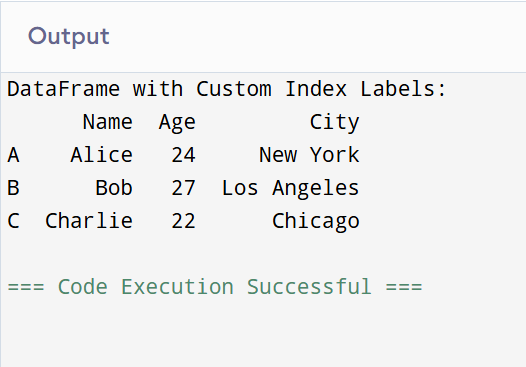 Output
DataFrame with Custom Index Labels:
      Name  Age         City
A    Alice   24     New York
B      Bob   27  Los Angeles
C  Charlie   22      Chicago
=== Code Execution Successful ===